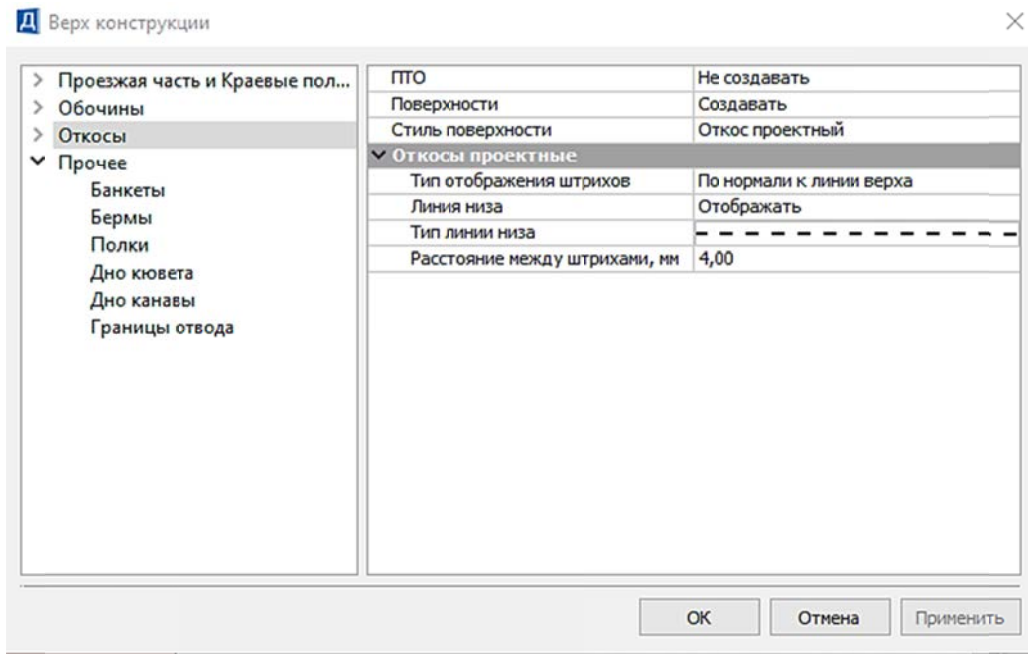 Д Верх конструкции
Проезжая часть и Краевые пол...
Обочины
Откосы
Прочее
Банкеты
Бермы
Полки
Дно кювета
Дно канавы
Границы отвода
ПТО Не создавать
Поверхности Создавать
Стиль поверхности Откос проектный
Откосы проектные
Тип отображения штрихов По нормали к линии верха
Линия низа Отображать
Тип линии низа
Расстояние между штрихами, мм 4,00
ОК Отмена Применить